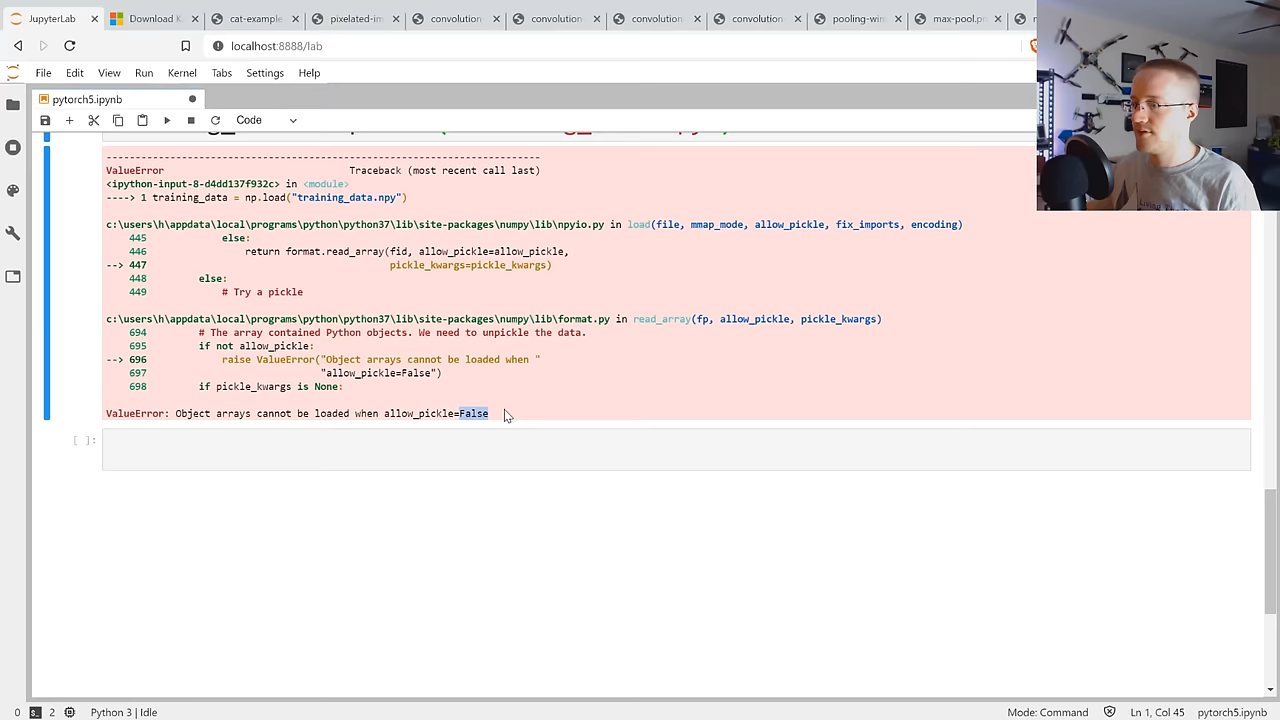 JupyterLab
Download K
cat-example
pixelated-im
convolution
convolution
convolution
convolution
pooling-win
max-pool.p
localhost:8888/lab
File Edit View Run Kernel Tabs Settings Help
pytorch5.ipynb
Code
---------------------------------------------------------------------------
ValueError                                Traceback (most recent call last)
<ipython-input-8-d4dd137f932c> in <module>
----> 1 training_data = np.load("training_data.npy")
c:\users\h\appdata\local\programs\python\python37\lib\site-packages\numpy\lib\npyio.py in load(file, mmap_mode, allow_pickle, fix_imports, encoding)
445             else:
446                 return format.read_array(fid, allow_pickle=allow_pickle,
--> 447                                          pickle_kwargs=pickle_kwargs)
448         else:
449             # Try a pickle
c:\users\h\appdata\local\programs\python\python37\lib\site-packages\numpy\lib\format.py in read_array(fp, allow_pickle, pickle_kwargs)
694         # The array contained Python objects. We need to unpickle the data.
695         if not allow_pickle:
--> 696             raise ValueError("Object arrays cannot be loaded when "
697                              "allow_pickle=False")
698         if pickle_kwargs is None:
ValueError: Object arrays cannot be loaded when allow_pickle=False
[ ]:
0 2 Python 3 | Idle
Mode: Command Ln 1, Col 45 pytorch5.ipynb